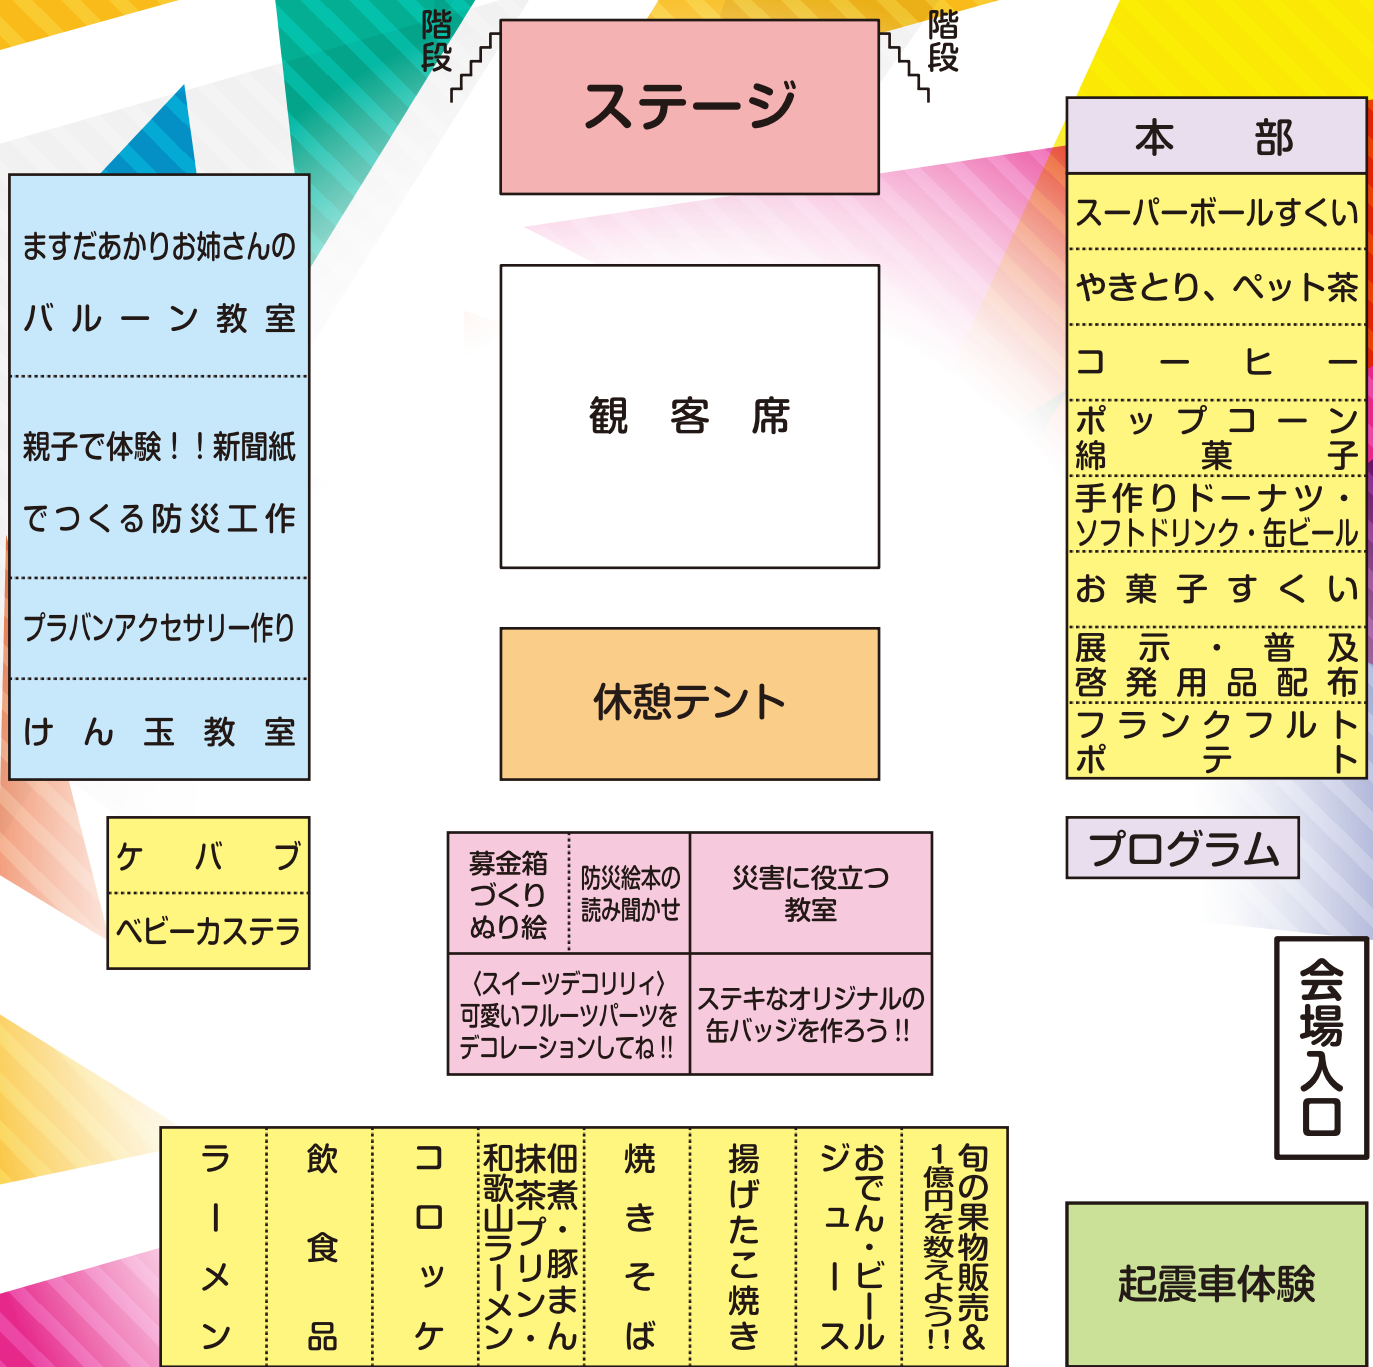 階段
ステージ
階段
本部
スーパーボールすくい
やきとり、ペット茶
コーヒー
ポップコーン
綿菓子
手作りドーナツ・
ソフトドリンク・缶ビール
お菓子すくい
展示・普及
啓発用品配布
フランクフルト
ポテト
ますだあかりお姉さんの
バルーン教室
親子で体験！！新聞紙
でつくる防災工作
プラバンアクセサリー作り
けん玉教室
観客席
休憩テント
ケバブ
ベビーカステラ
募金箱
づくり
ぬり絵
防災絵本の
読み聞かせ
災害に役立つ
教室
〈スイーツデコリリィ〉
可愛いフルーツパーツを
デコレーションしてね!!
ステキなオリジナルの
缶バッジを作ろう!!
プログラム
会場入口
ラーメン
飲食品
コロッケ
佃煮・豚まん
抹茶プリン・
和歌山ラーメン
焼きそば
揚げたこ焼き
おでん・ビール
ジュース
旬の果物販売&
1億円を数えよう!!
起震車体験